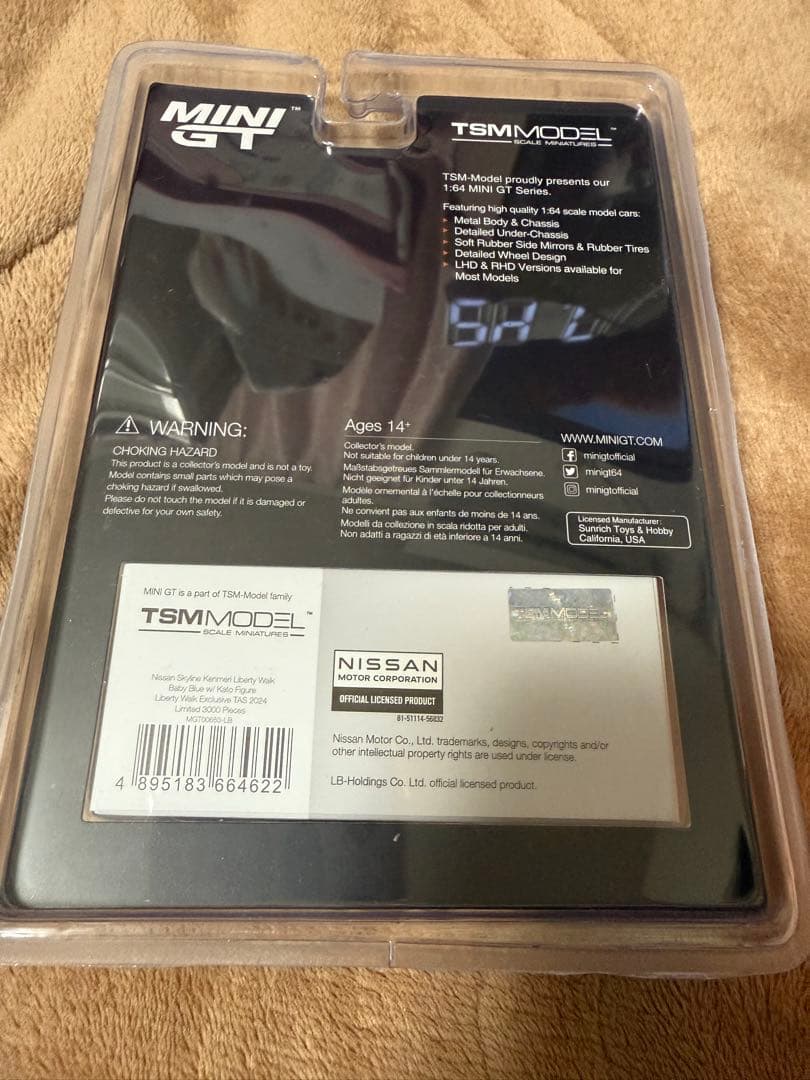 MINI GT™
TSMMODEL™
SCALE MINIATURES
TSM-Model proudly presents our
1:64 MINI GT Series.
Featuring high quality 1:64 scale model cars:
Metal Body & Chassis
Detailed Under-Chassis
Soft Rubber Side Mirrors & Rubber Tires
Detailed Wheel Design
LHD & RHD Versions available for
Most Models
WARNING:
CHOKING HAZARD
This product is a collector's model and is not a toy.
Model contains small parts which may pose a
choking hazard if swallowed.
Please do not touch the model if it is damaged or
defective for your own safety.
Ages 14+
Collector's model.
Not suitable for children under 14 years.
Maßstabsgetreues Sammlermodell für Erwachsene.
Nicht geeignet für Kinder unter 14 Jahren.
Modèle ornemental à l'échelle pour collectionneurs
adultes.
Ne convient pas aux enfants de moins de 14 ans.
Modelli da collezione in scala ridotta per adulti.
Non adatti a ragazzi di età inferiore a 14 anni.
WWW.MINIGT.COM
minigtofficial
minigt64
minigtofficial
Licensed Manufacturer:
Sunrich Toys & Hobby
California, USA
MINI GT is a part of TSM-Model family
TSMMODEL™
SCALE MINIATURES
Nissan Skyline Kenmeri Liberty Walk
Baby Blue w/ Kato Figure
Liberty Walk Exclusive TAS 2024
Limited 3000 Pieces
MGT00663-LB
4 895183 664622
TSMMODEL
NISSAN
MOTOR CORPORATION
OFFICIAL LICENSED PRODUCT
81-51114-56832
Nissan Motor Co., Ltd. trademarks, designs, copyrights and/or
other intellectual property rights are used under license.
LB-Holdings Co. Ltd. official licensed product.